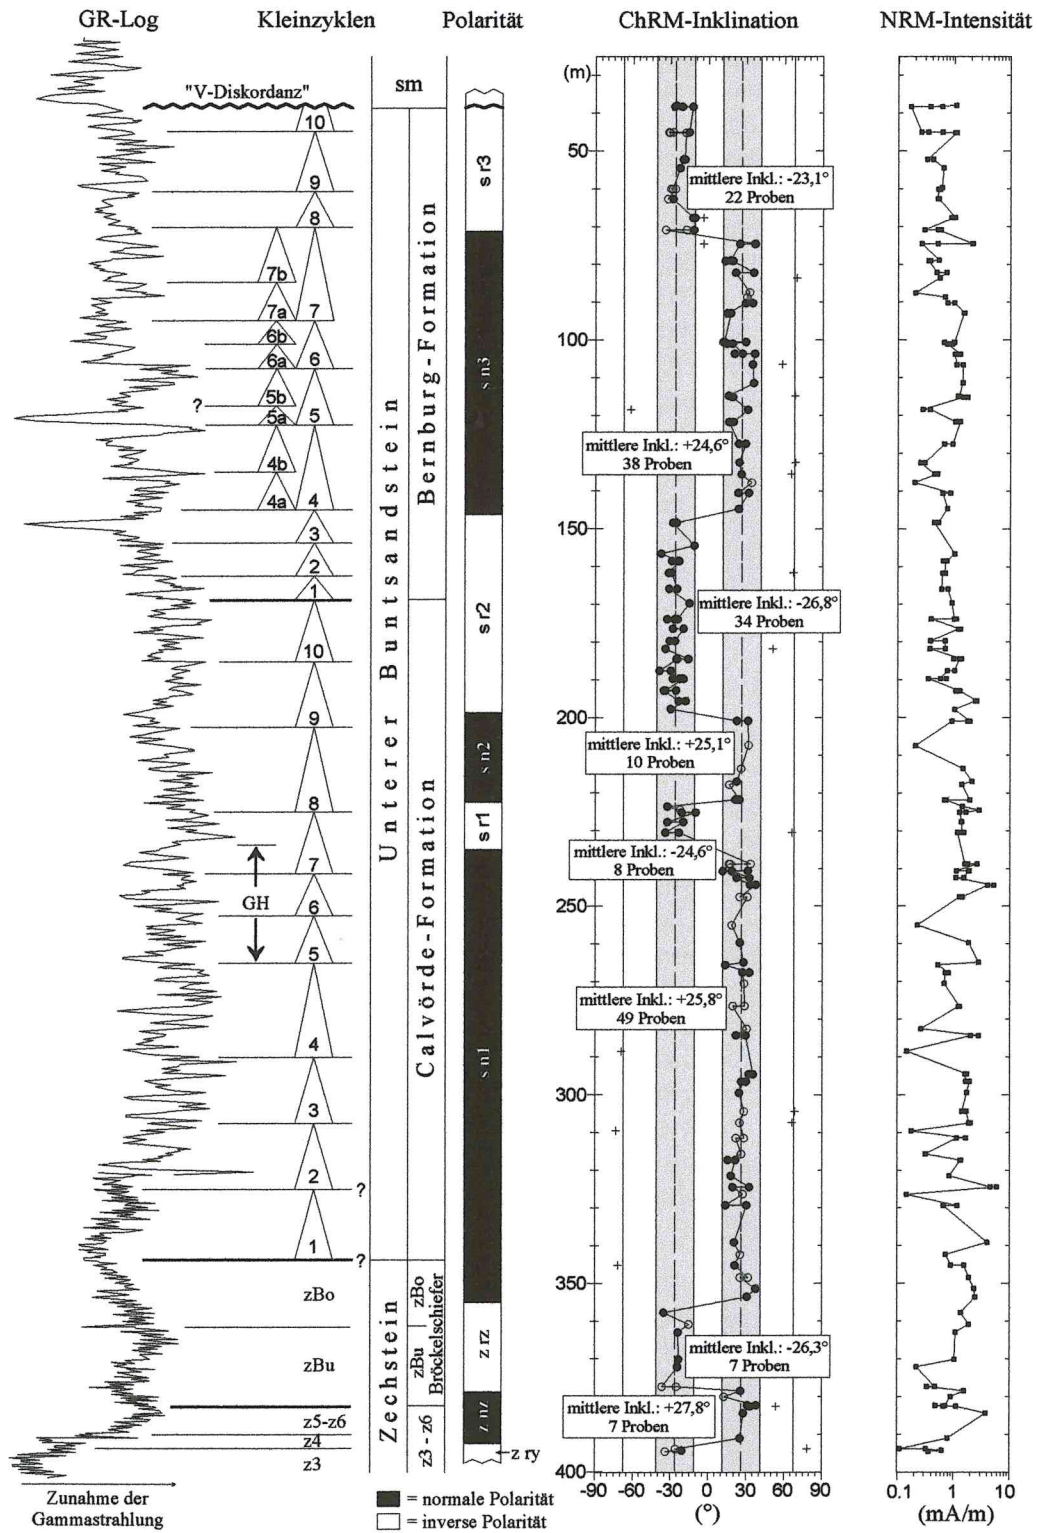 GR-Log
Kleinzyklen
Polarität
ChRM-Inklination
NRM-Intensität
"V-Diskordanz"
10
9
8
7b
7a
7
6b
6a
6
5b
?
5a
5
4b
4a
4
3
2
1
10
9
8
7
GH
6
5
4
3
2
?
1
?
zBo
zBu
z5-z6
z4
z3
sm
Unterer Buntsandstein
Bernburg-Formation
Calvörde-Formation
Zechstein
zBo
zBu
Bröckelschiefer
z3 - z6
sr3
sn3
sr2
sn2
sr1
sn1
z rz
z nz
z ry
(m)
50
100
150
200
250
300
350
400
mittlere Inkl.: -23,1°
22 Proben
mittlere Inkl.: +24,6°
38 Proben
mittlere Inkl.: -26,8°
34 Proben
mittlere Inkl.: +25,1°
10 Proben
mittlere Inkl.: -24,6°
8 Proben
mittlere Inkl.: +25,8°
49 Proben
mittlere Inkl.: -26,3°
7 Proben
mittlere Inkl.: +27,8°
7 Proben
-90 -60 -30 0 30 60 90
(°)
0.1 1 10
(mA/m)
Zunahme der
Gammastrahlung
= normale Polarität
= inverse Polarität